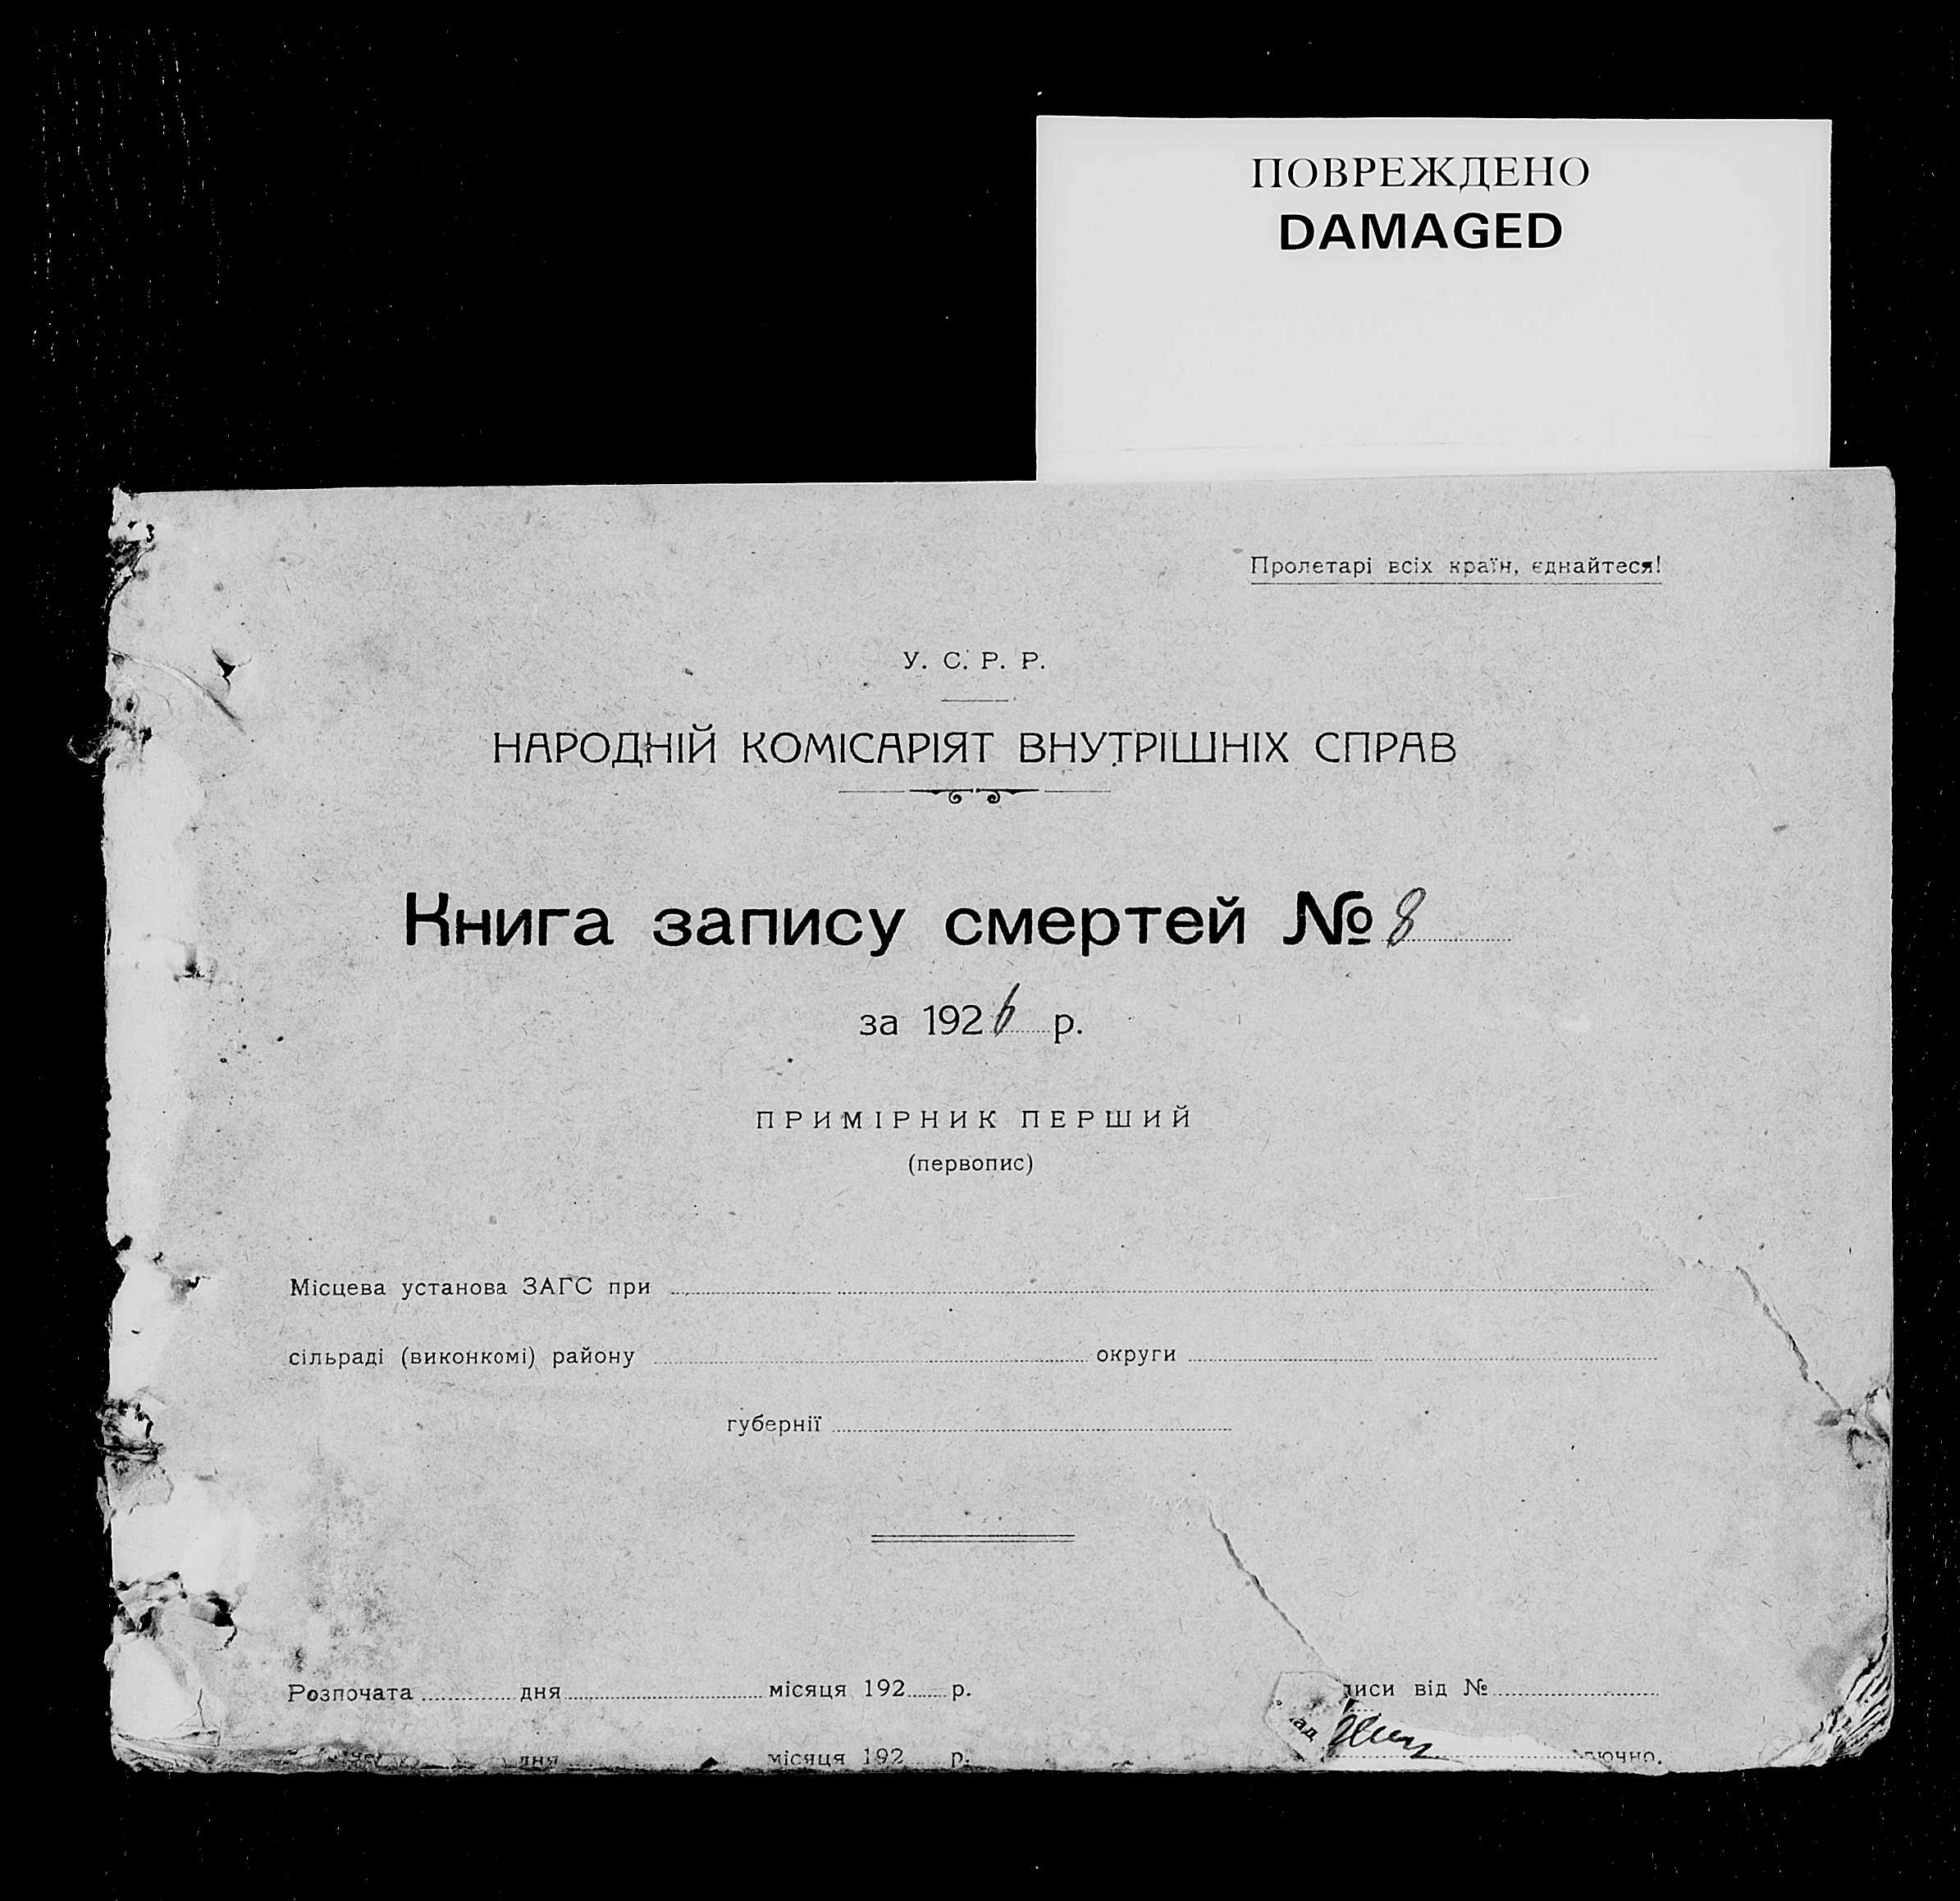 ПОВРЕЖДЕНО
DAMAGED
Пролетарі всіх країн, єднайтеся!
У. С. Р. Р.
НАРОДНІЙ КОМІСАРІЯТ ВНУТРІШНІХ СПРАВ
Книга запису смертей № 8
за 1926 р.
ПРИМІРНИК ПЕРШИЙ
(первопис)
Місцева установа ЗАГС при
сільраді (виконкомі) району округи
губернії
Розпочата дня місяця 192 р. иси від №
дня місяця 192 р. ючно.